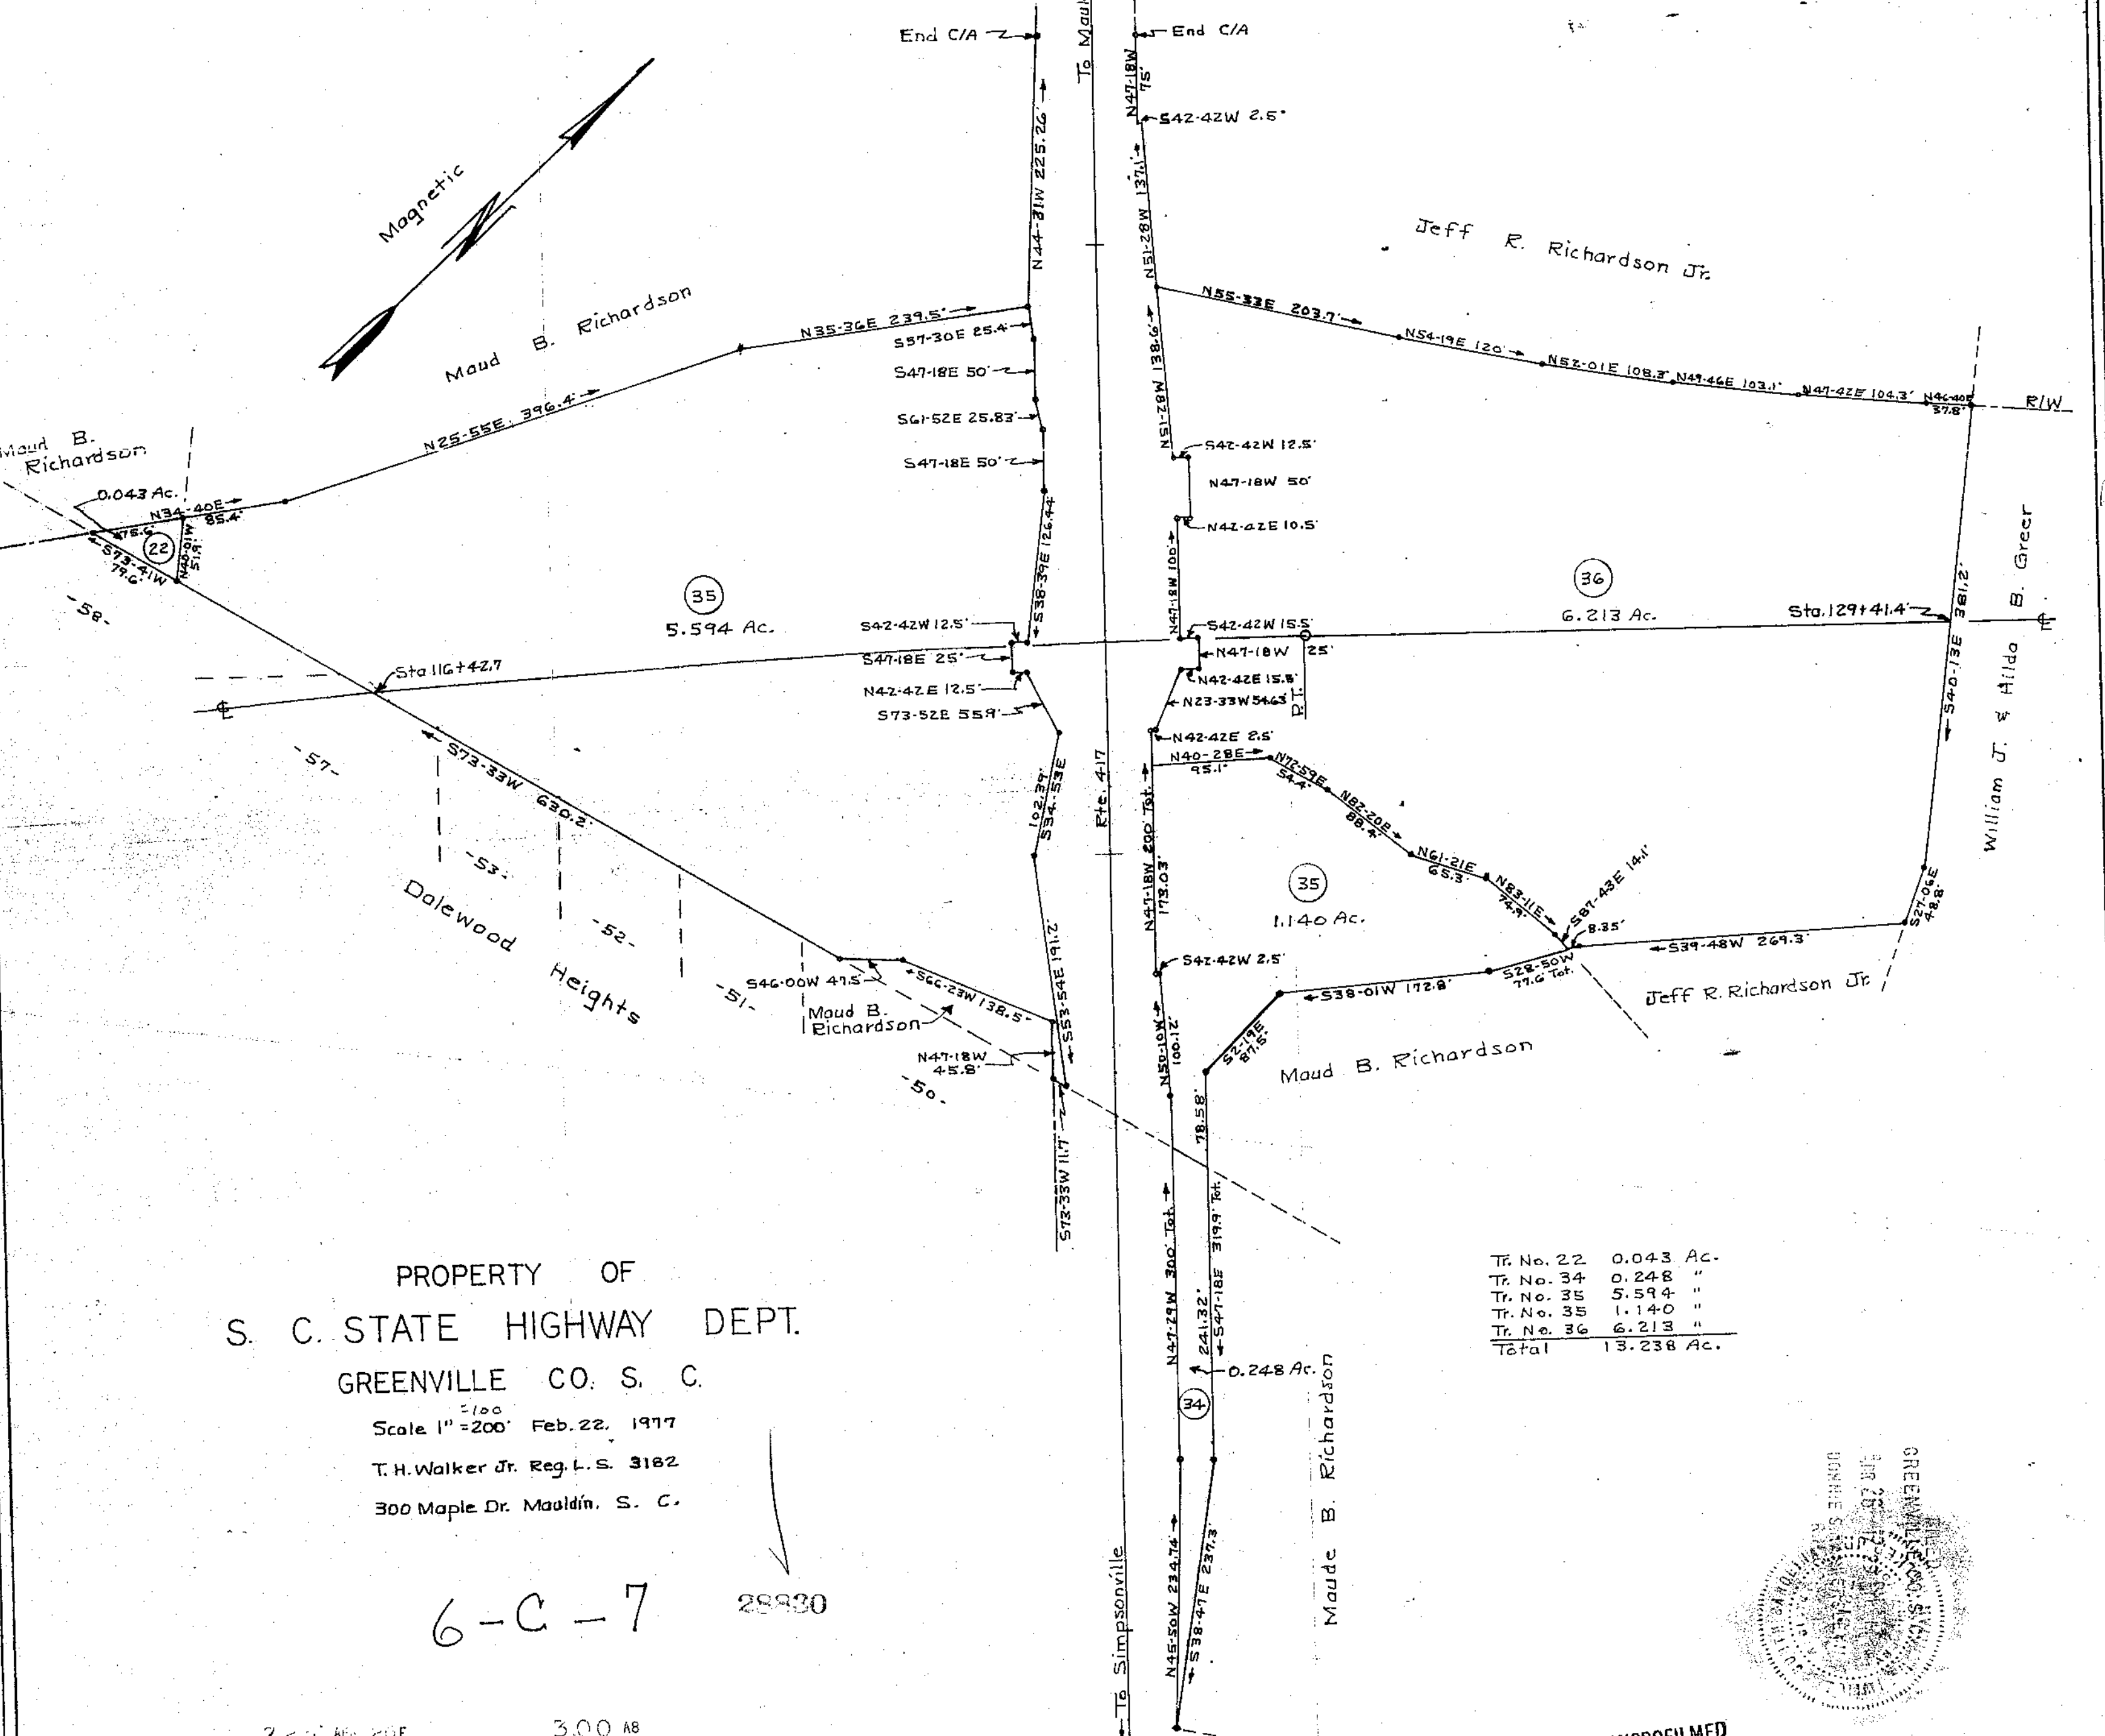 End C/A
To Maul
End C/A
N47-18W
75'
S42-42W 2.5'
N44-31W 225.26'
N51-28W 137.1'
Magnetic
N
Jeff R. Richardson Jr.
Maud B. Richardson
N35-36E 239.5'
S57-30E 25.4'
S47-18E 50'
S61-52E 25.83'
S47-18E 50'
S38-39E 126.44'
N25-55E 396.4'
N51-28W 138.6'
N55-33E 203.7'
N54-19E 120'
N52-01E 108.3'
N49-46E 103.1'
N47-42E 104.3'
N46-40E
37.8'
R/W
Maud B.
Richardson
0.043 Ac.
N34-40E
75.6'
85.4'
22
N40-01W
51.9'
S73-41W
79.6'
S42-42W 12.5'
N47-18W 50'
N42-42E 10.5'
N47-18W 100'
35
5.594 Ac.
36
6.213 Ac.
Sta. 129+41.4
S42-42W 12.5'
S47-18E 25'
N42-42E 12.5'
S73-52E 55.9'
S42-42W 15.5'
N47-18W 25'
N42-42E 15.5'
N23-33W 54.63'
N42-42E 2.5'
P.T.
S40-13E 381.2'
William J. & Hilda B. Greer
Sta. 116+42.7
-58-
-57-
-53-
-52-
-51-
-50-
S73-33W 630.2'
Dalewood Heights
102.39'
S34-53E
Rte. 417
N47-18W 200' Tot.
173.03'
N40-28E
95.1'
N72-59E
54.4'
N82-20E
88.4'
N61-21E
65.3'
N83-11E
74.9'
S87-43E 14.1'
8.35'
35
1.140 Ac.
S27-06E
48.8'
S39-48W 269.3'
S28-50W
77.6' Tot.
S38-01W 172.8'
S2-19E
87.5'
Jeff R. Richardson Jr.
Maud B. Richardson
S42-42W 2.5'
S53-54E 191.2'
N50-10W
100.12'
S46-00W 47.5'
S66-23W 138.5'
Maud B.
Richardson
N47-18W
45.8'
S73-33W 11.7'
78.58'
N47-29W 300' Tot.
241.32'
S47-18E 319.9' Tot.
0.248 Ac.
34
N45-50W 234.74'
S38-47E 237.3'
Maude B. Richardson
To Simpsonville
PROPERTY OF
S. C. STATE HIGHWAY DEPT.
GREENVILLE CO. S. C.
=100
Scale 1"=200' Feb. 22, 1977
T. H. Walker Jr. Reg. L. S. 3182
300 Maple Dr. Mauldin, S. C.
6-C-7
28830
Tr. No. 22 0.043 Ac.
Tr. No. 34 0.248 "
Tr. No. 35 5.594 "
Tr. No. 35 1.140 "
Tr. No. 36 6.213 "
Total 13.238 Ac.
3.00 AB